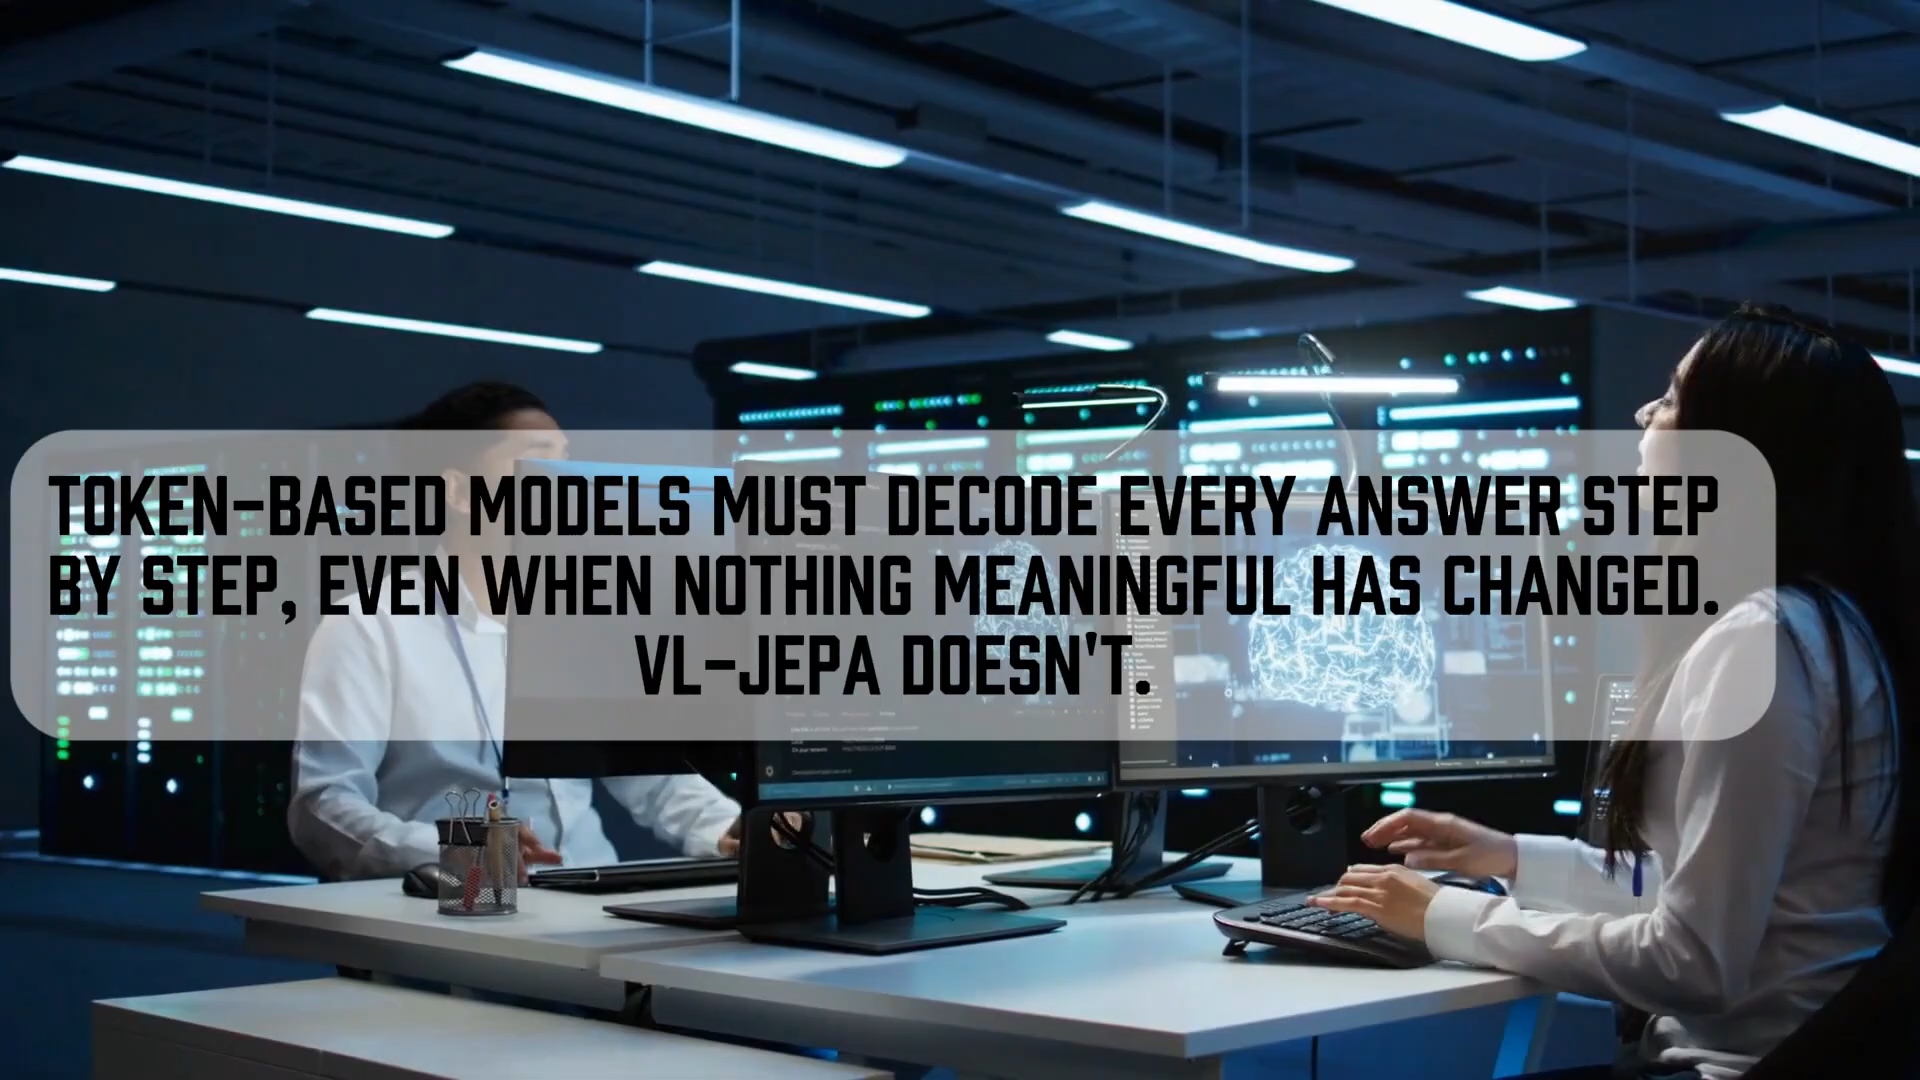 TOKEN-BASED MODELS MUST DECODE EVERY ANSWER STEP
BY STEP, EVEN WHEN NOTHING MEANINGFUL HAS CHANGED.
VL-JEPA DOESN'T.